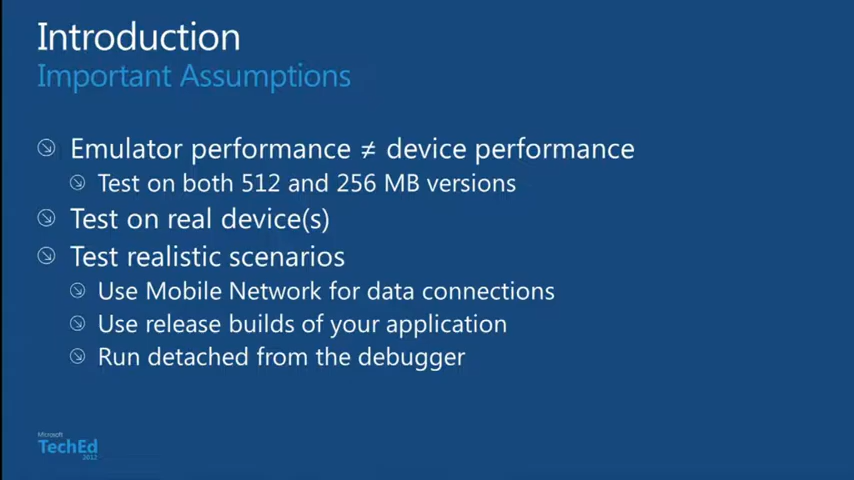 Introduction
Important Assumptions
Emulator performance ≠ device performance
Test on both 512 and 256 MB versions
Test on real device(s)
Test realistic scenarios
Use Mobile Network for data connections
Use release builds of your application
Run detached from the debugger
Microsoft
TechEd
2012